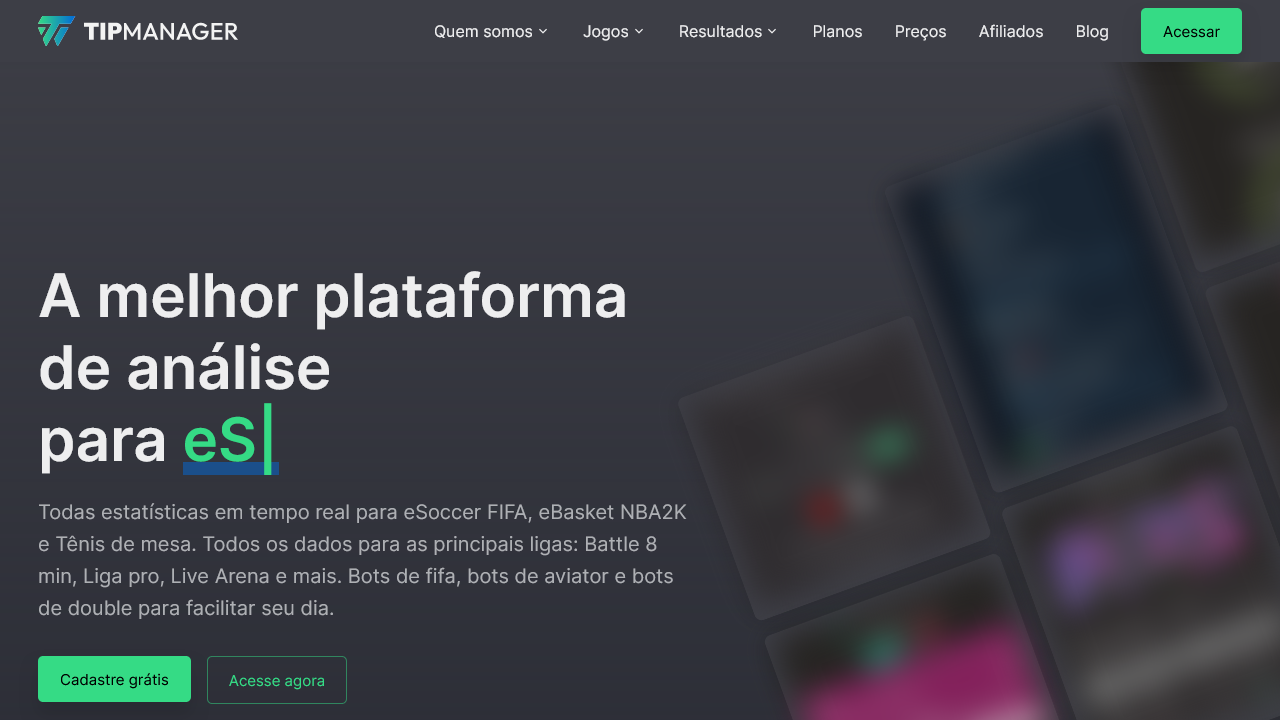 TIPMANAGER
Quem somos
Jogos
Resultados
Planos
Preços
Afiliados
Blog
Acessar
A melhor plataforma
de análise
para eS
Todas estatísticas em tempo real para eSoccer FIFA, eBasket NBA2K
e Tênis de mesa. Todos os dados para as principais ligas: Battle 8
min, Liga pro, Live Arena e mais. Bots de fifa, bots de aviator e bots
de double para facilitar seu dia.
Cadastre grátis
Acesse agora